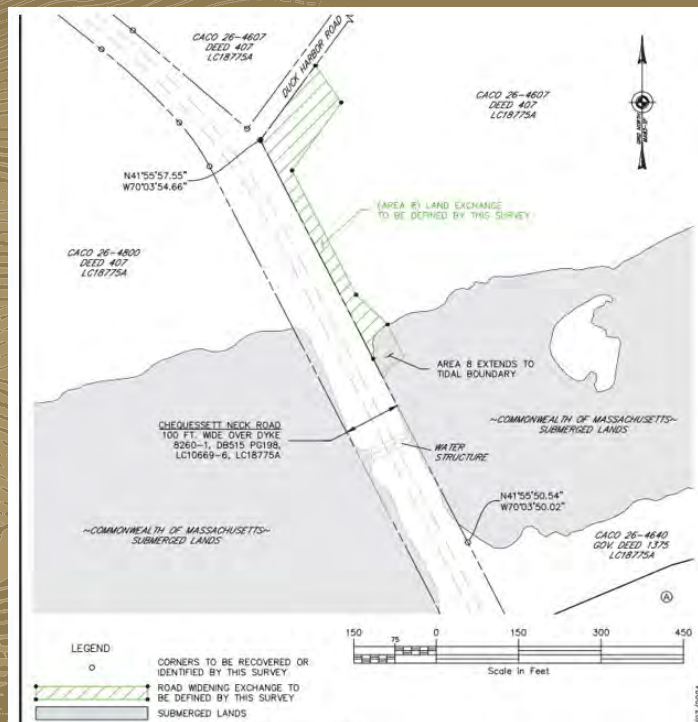 CACO 26-4607
DEED 407
LC18775A
DUCK HARBOR ROAD
CACO 26-4607
DEED 407
LC18775A
N41°55'57.55"
W70°03'54.66"
(AREA 8) LAND EXCHANGE
TO BE DEFINED BY THIS SURVEY
CACO 26-4800
DEED 407
LC18775A
AREA 8 EXTENDS TO
TIDAL BOUNDARY
CHEQUESSETT NECK ROAD
100 FT. WIDE OVER DYKE
8260-1, DB515 PG198,
LC10669-6, LC18775A
~COMMONWEALTH OF MASSACHUSETTS~
SUBMERGED LANDS
WATER
STRUCTURE
N41°55'50.54"
W70°03'50.02"
~COMMONWEALTH OF MASSACHUSETTS~
SUBMERGED LANDS
CACO 26-4640
GOV. DEED 1375
LC18775A
A
150 75 0 150 300 450
Scale In Feet
LEGEND
CORNERS TO BE RECOVERED OR
IDENTIFIED BY THIS SURVEY
ROAD WIDENING EXCHANGE TO
BE DEFINED BY THIS SURVEY
SUBMERGED LANDS